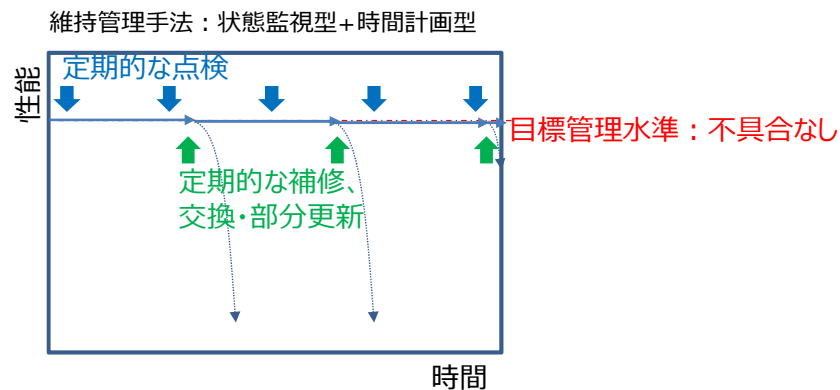 維持管理手法：状態監視型+時間計画型
定期的な点検
性能
目標管理水準：不具合なし
定期的な補修、
交換・部分更新
時間